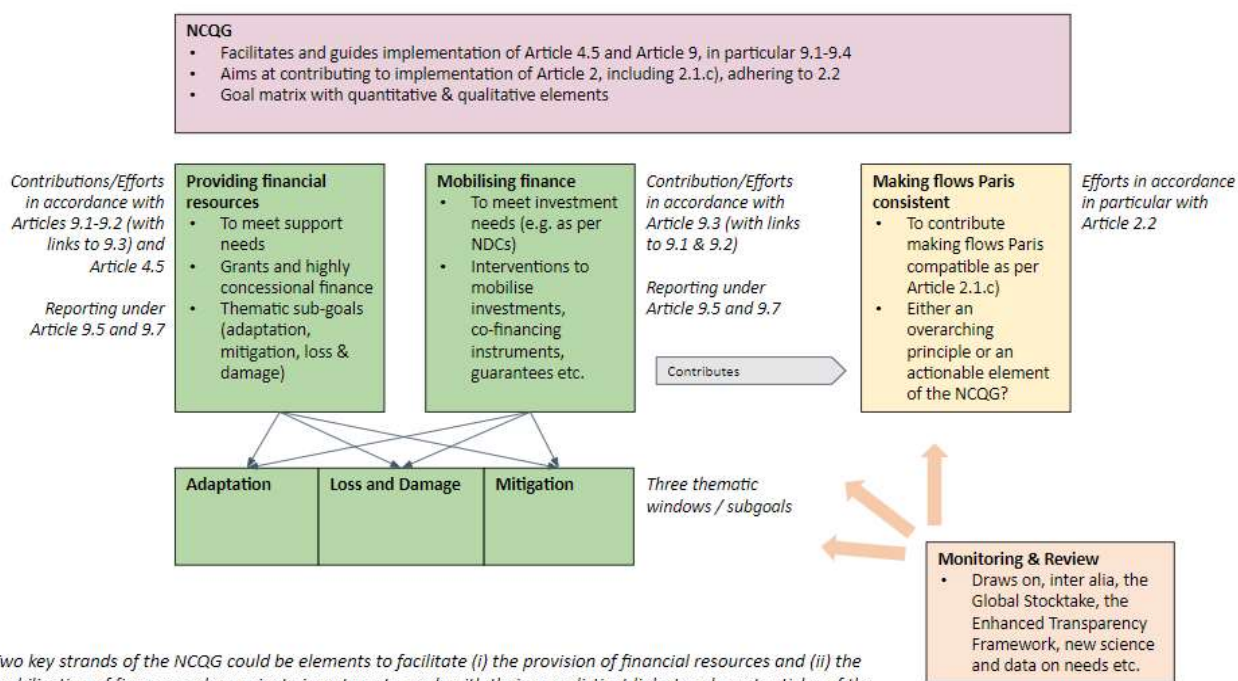 NCQG
• Facilitates and guides implementation of Article 4.5 and Article 9, in particular 9.1-9.4
• Aims at contributing to implementation of Article 2, including 2.1.c), adhering to 2.2
• Goal matrix with quantitative & qualitative elements
Contributions/Efforts
in accordance with
Articles 9.1-9.2 (with
links to 9.3) and
Article 4.5
Reporting under
Article 9.5 and 9.7
Providing financial
resources
• To meet support
needs
• Grants and highly
concessional finance
• Thematic sub-goals
(adaptation,
mitigation, loss &
damage)
Mobilising finance
• To meet investment
needs (e.g. as per
NDCs)
• Interventions to
mobilise
investments,
co-financing
instruments,
guarantees etc.
Contribution/Efforts
in accordance with
Article 9.3 (with links
to 9.1 & 9.2)
Reporting under
Article 9.5 and 9.7
Contributes
Making flows Paris
consistent
• To contribute
making flows Paris
compatible as per
Article 2.1.c)
• Either an
overarching
principle or an
actionable element
of the NCQG?
Efforts in accordance
in particular with
Article 2.2
Adaptation
Loss and Damage
Mitigation
Three thematic
windows / subgoals
Monitoring & Review
• Draws on, inter alia, the
Global Stocktake, the
Enhanced Transparency
Framework, new science
and data on needs etc.
key strands of the NCQG could be elements to facilitate (i) the provision of financial resources and (ii) the